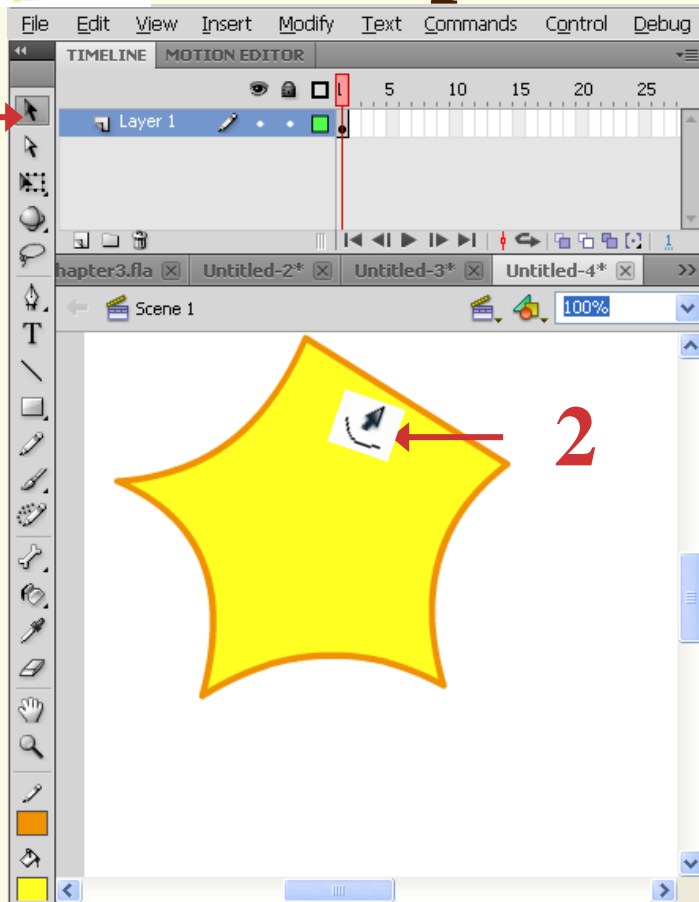 File Edit View Insert Modify Text Commands Control Debug
TIMELINE MOTION EDITOR
5 10 15 20 25
Layer 1
1
hapter3.fla Untitled-2* Untitled-3* Untitled-4*
Scene 1 100%
T
2